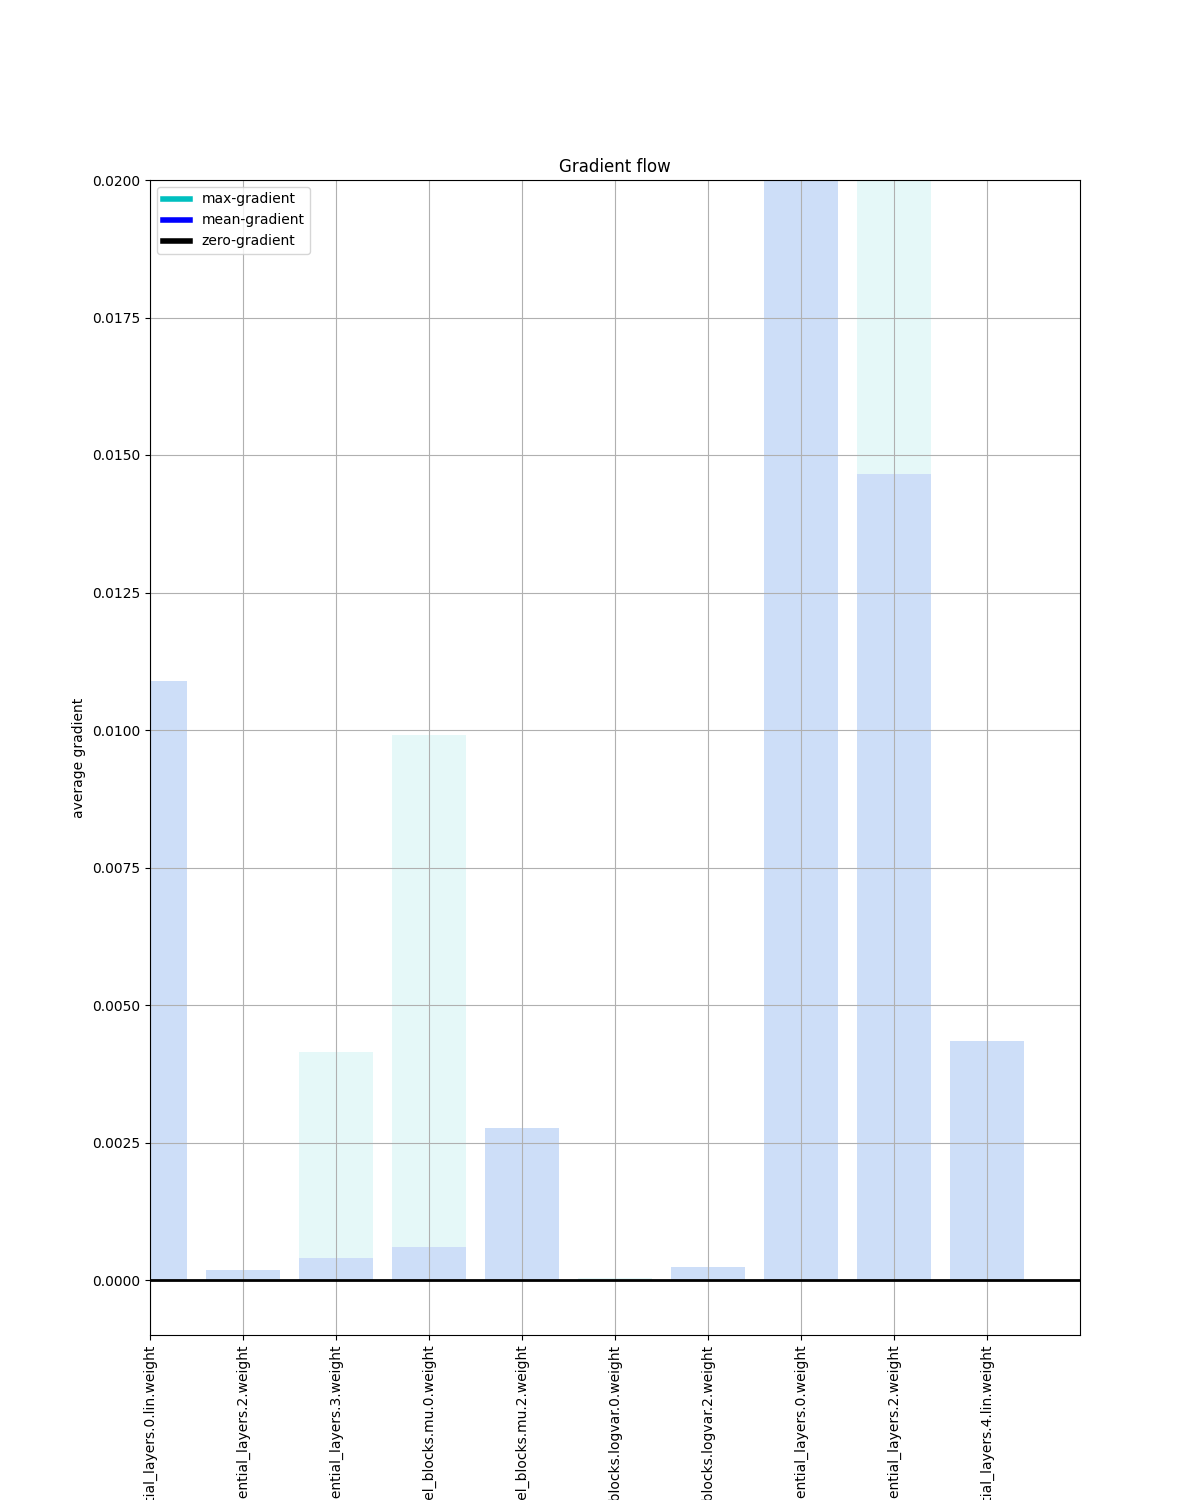 Gradient flow
max-gradient
mean-gradient
zero-gradient
0.0200
0.0175
0.0150
0.0125
0.0100
0.0075
0.0050
0.0025
0.0000
average gradient
tial_layers.0.lin.weight
ential_layers.2.weight
ential_layers.3.weight
el_blocks.mu.0.weight
el_blocks.mu.2.weight
blocks.logvar.0.weight
blocks.logvar.2.weight
ential_layers.0.weight
ential_layers.2.weight
tial_layers.4.lin.weight